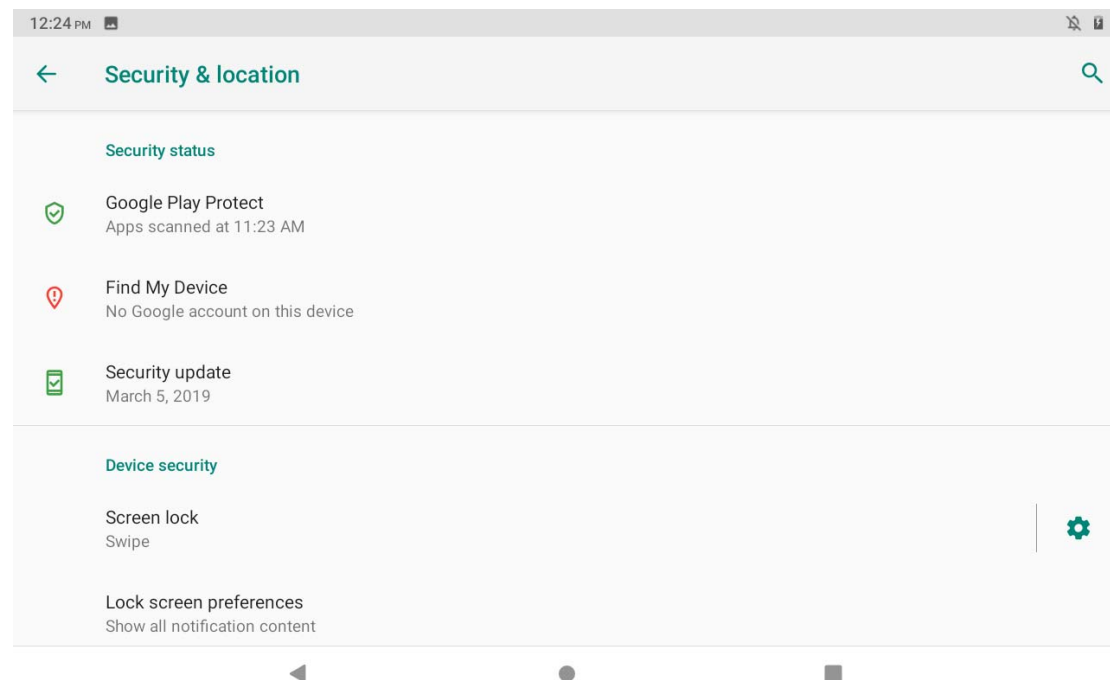 12:24 PM
Security & location
Security status
Google Play Protect
Apps scanned at 11:23 AM
Find My Device
No Google account on this device
Security update
March 5, 2019
Device security
Screen lock
Swipe
Lock screen preferences
Show all notification content